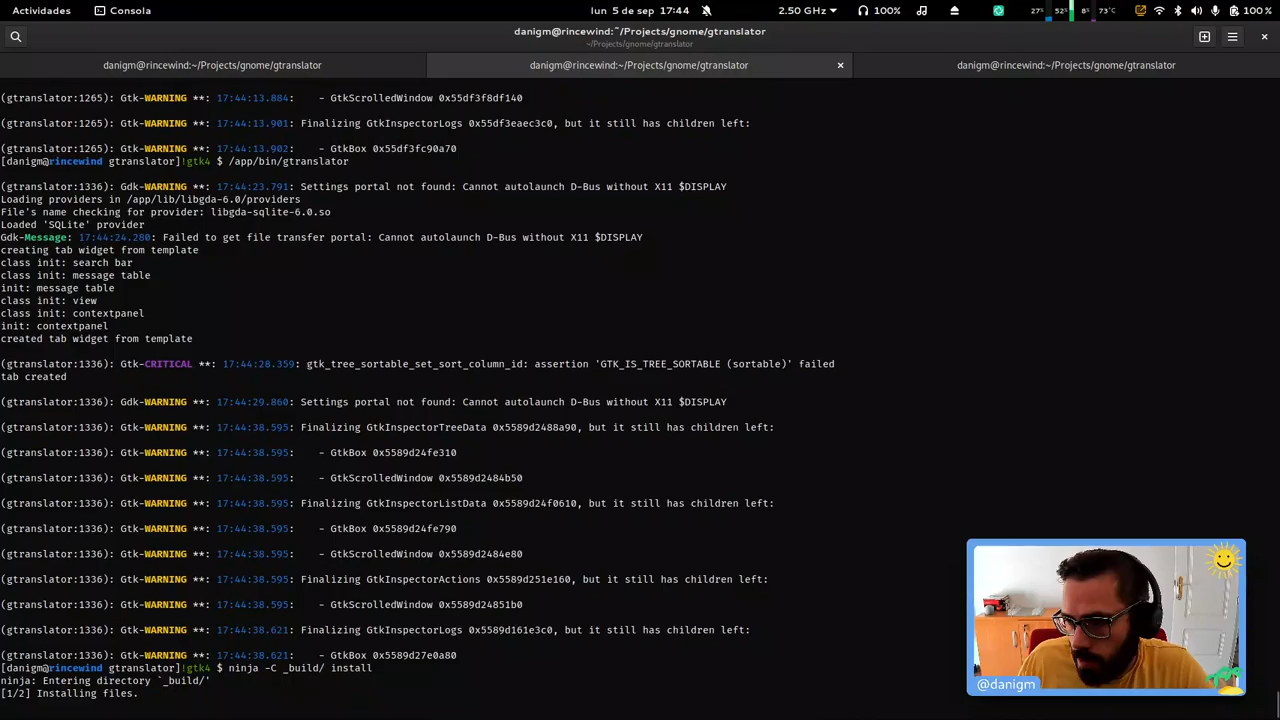 Actividades
Consola
lun 5 de sep 17:44
2.50 GHz
100%
27%
52%
8%
73°C
100 %
danigm@rincewind:~/Projects/gnome/gtranslator
~/Projects/gnome/gtranslator
danigm@rincewind:~/Projects/gnome/gtranslator
danigm@rincewind:~/Projects/gnome/gtranslator
danigm@rincewind:~/Projects/gnome/gtranslator
(gtranslator:1265): Gtk-WARNING **: 17:44:13.884:    - GtkScrolledWindow 0x55df3f8df140
(gtranslator:1265): Gtk-WARNING **: 17:44:13.901: Finalizing GtkInspectorLogs 0x55df3eaec3c0, but it still has children left:
(gtranslator:1265): Gtk-WARNING **: 17:44:13.902:    - GtkBox 0x55df3fc90a70
[danigm@rincewind gtranslator]!gtk4 $ /app/bin/gtranslator
(gtranslator:1336): Gdk-WARNING **: 17:44:23.791: Settings portal not found: Cannot autolaunch D-Bus without X11 $DISPLAY
Loading providers in /app/lib/libgda-6.0/providers
File's name checking for provider: libgda-sqlite-6.0.so
Loaded 'SQLite' provider
Gdk-Message: 17:44:24.280: Failed to get file transfer portal: Cannot autolaunch D-Bus without X11 $DISPLAY
creating tab widget from template
class init: search bar
class init: message table
init: message table
class init: view
class init: contextpanel
init: contextpanel
created tab widget from template
(gtranslator:1336): Gtk-CRITICAL **: 17:44:28.359: gtk_tree_sortable_set_sort_column_id: assertion 'GTK_IS_TREE_SORTABLE (sortable)' failed
tab created
(gtranslator:1336): Gdk-WARNING **: 17:44:29.860: Settings portal not found: Cannot autolaunch D-Bus without X11 $DISPLAY
(gtranslator:1336): Gtk-WARNING **: 17:44:38.595: Finalizing GtkInspectorTreeData 0x5589d2488a90, but it still has children left:
(gtranslator:1336): Gtk-WARNING **: 17:44:38.595:    - GtkBox 0x5589d24fe310
(gtranslator:1336): Gtk-WARNING **: 17:44:38.595:    - GtkScrolledWindow 0x5589d2484b50
(gtranslator:1336): Gtk-WARNING **: 17:44:38.595: Finalizing GtkInspectorListData 0x5589d24f0610, but it still has children left:
(gtranslator:1336): Gtk-WARNING **: 17:44:38.595:    - GtkBox 0x5589d24fe790
(gtranslator:1336): Gtk-WARNING **: 17:44:38.595:    - GtkScrolledWindow 0x5589d2484e80
(gtranslator:1336): Gtk-WARNING **: 17:44:38.595: Finalizing GtkInspectorActions 0x5589d251e160, but it still has children left:
(gtranslator:1336): Gtk-WARNING **: 17:44:38.595:    - GtkScrolledWindow 0x5589d24851b0
(gtranslator:1336): Gtk-WARNING **: 17:44:38.621: Finalizing GtkInspectorLogs 0x5589d161e3c0, but it still has children left:
(gtranslator:1336): Gtk-WARNING **: 17:44:38.621:    - GtkBox 0x5589d27e0a80
[danigm@rincewind gtranslator]!gtk4 $ ninja -C _build/ install
ninja: Entering directory `_build/'
[1/2] Installing files.
@danigm